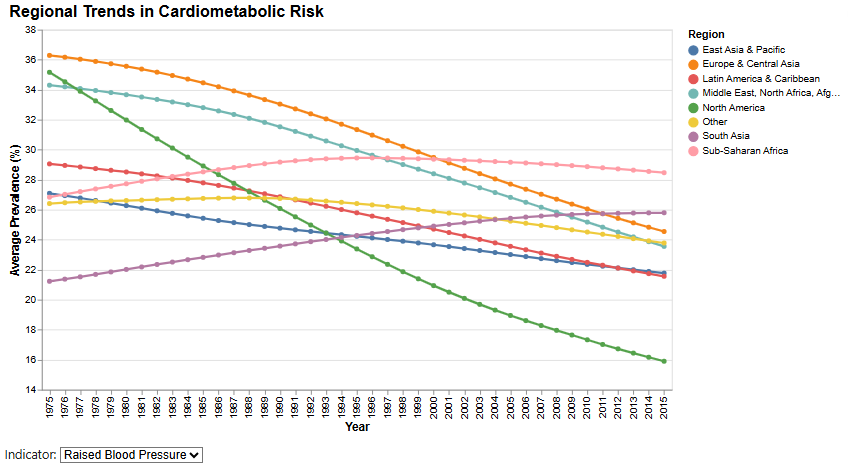 Regional Trends in Cardiometabolic Risk
38
36
34
32
30
28
26
24
22
20
18
16
14
Average Prevalence (%)
1975 1976 1977 1978 1979 1980 1981 1982 1983 1984 1985 1986 1987 1988 1989 1990 1991 1992 1993 1994 1995 1996 1997 1998 1999 2000 2001 2002 2003 2004 2005 2006 2007 2008 2009 2010 2011 2012 2013 2014 2015
Year
Region
East Asia & Pacific
Europe & Central Asia
Latin America & Caribbean
Middle East, North Africa, Afg...
North America
Other
South Asia
Sub-Saharan Africa
Indicator: Raised Blood Pressure